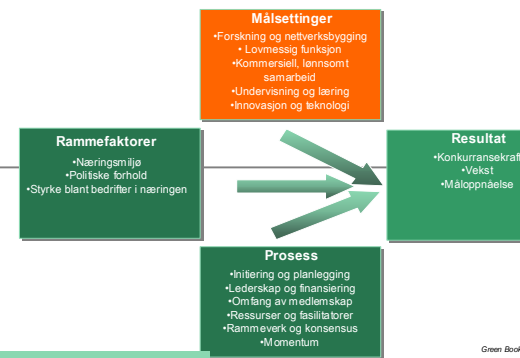 Målsettinger
•Forskning og nettverksbygging
• Lovmessig funksjon
•Kommersiell, lønnsomt
samarbeid
•Undervisning og læring
•Innovasjon og teknologi
Rammefaktorer
•Næringsmiljø
•Politiske forhold
•Styrke blant bedrifter i næringen
Resultat
•Konkurransekraft
•Vekst
•Måloppnåelse
Prosess
•Initiering og planlegging
•Lederskap og finansiering
•Omfang av medlemskap
•Ressurser og fasilitatorer
•Rammeverk og konsensus
•Momentum
Green Book